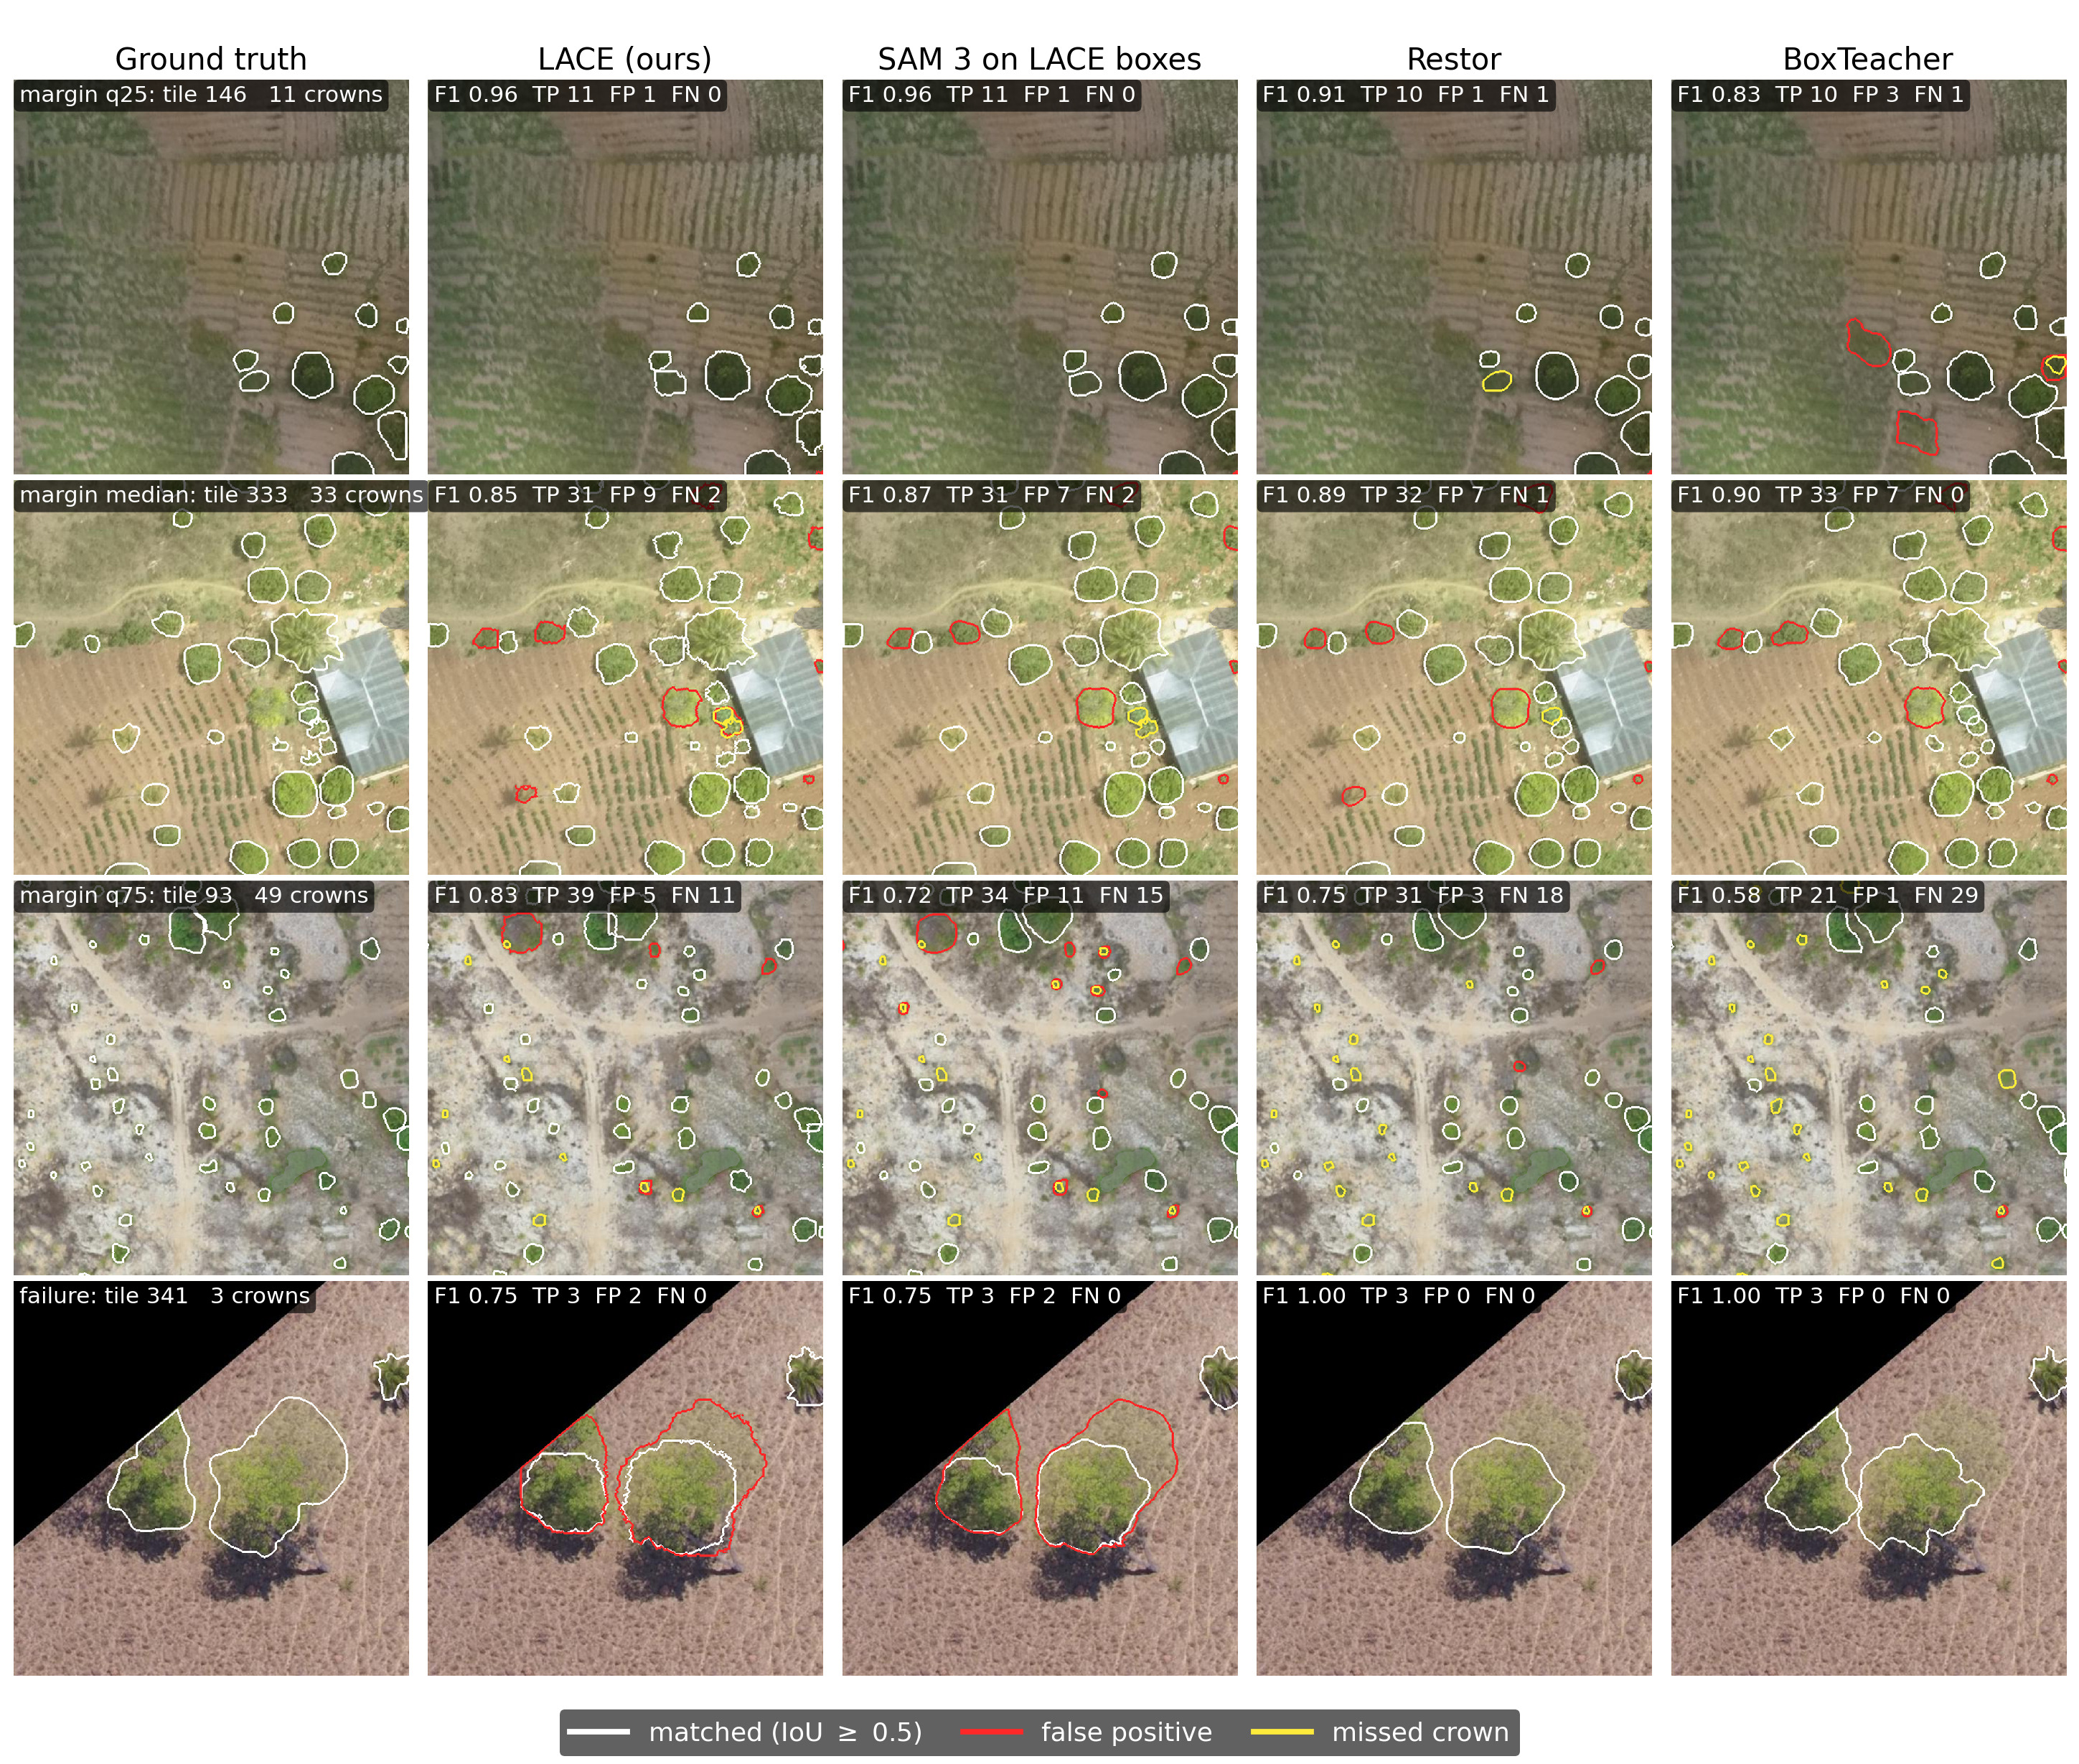 Ground truth
LACE (ours)
SAM 3 on LACE boxes
Restor
BoxTeacher
margin q25: tile 146 11 crowns
F1 0.96 TP 11 FP 1 FN 0
F1 0.96 TP 11 FP 1 FN 0
F1 0.91 TP 10 FP 1 FN 1
F1 0.83 TP 10 FP 3 FN 1
margin median: tile 333 33 crowns
F1 0.85 TP 31 FP 9 FN 2
F1 0.87 TP 31 FP 7 FN 2
F1 0.89 TP 32 FP 7 FN 1
F1 0.90 TP 33 FP 7 FN 0
margin q75: tile 93 49 crowns
F1 0.83 TP 39 FP 5 FN 11
F1 0.72 TP 34 FP 11 FN 15
F1 0.75 TP 31 FP 3 FN 18
F1 0.58 TP 21 FP 1 FN 29
failure: tile 341 3 crowns
F1 0.75 TP 3 FP 2 FN 0
F1 0.75 TP 3 FP 2 FN 0
F1 1.00 TP 3 FP 0 FN 0
F1 1.00 TP 3 FP 0 FN 0
matched (IoU ≥ 0.5)
false positive
missed crown